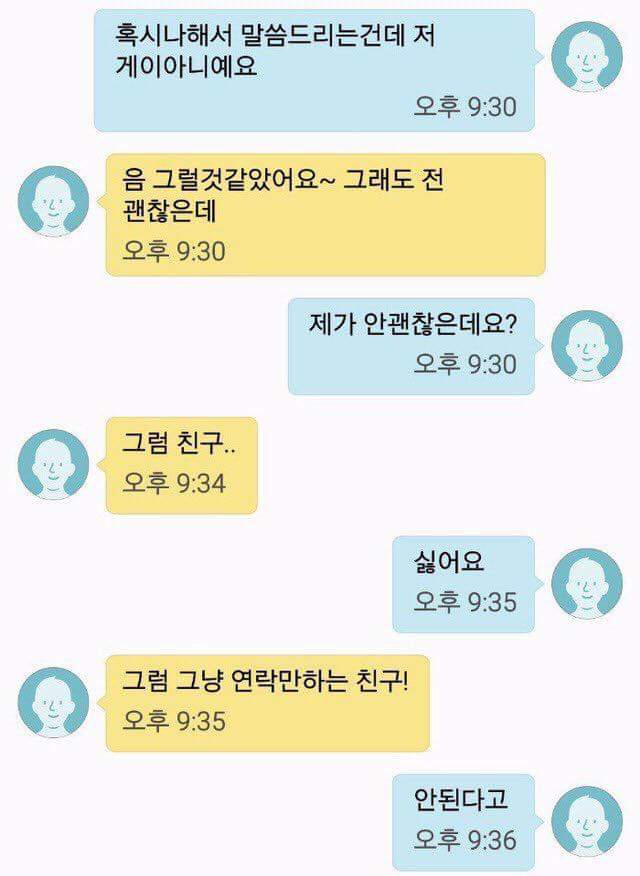 혹시나해서 말씀드리는건데 저
게이아니예요
오후 9:30
음 그럴것같았어요~ 그래도 전
괜찮은데
오후 9:30
제가 안괜찮은데요?
오후 9:30
그럼 친구..
오후 9:34
싫어요
오후 9:35
그럼 그냥 연락만하는 친구!
오후 9:35
안된다고
오후 9:36